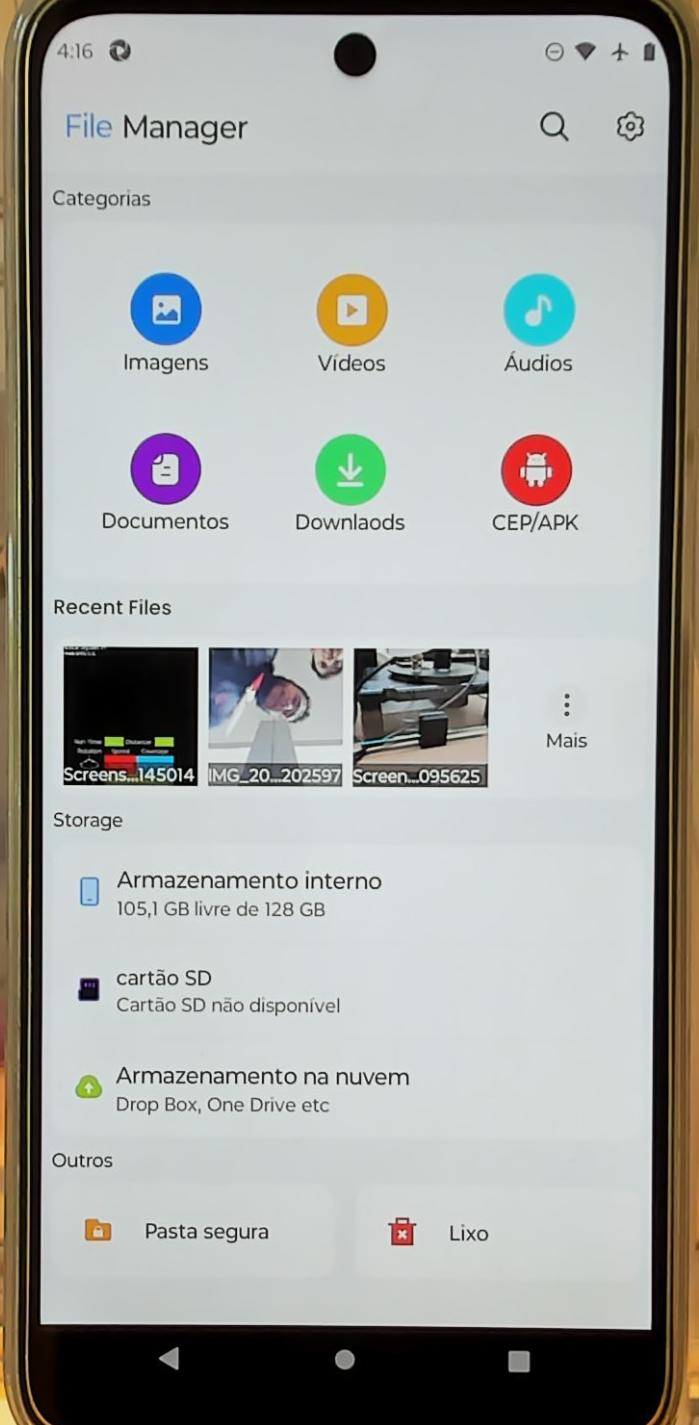 4:16
File Manager
Categorias
Imagens Vídeos Áudios
Documentos Downlaods CEP/APK
Recent Files
Screens...145014 IMG_20...202597 Screen...095625
Mais
Storage
Armazenamento interno
105,1 GB livre de 128 GB
cartão SD
Cartão SD não disponível
Armazenamento na nuvem
Drop Box, One Drive etc
Outros
Pasta segura Lixo